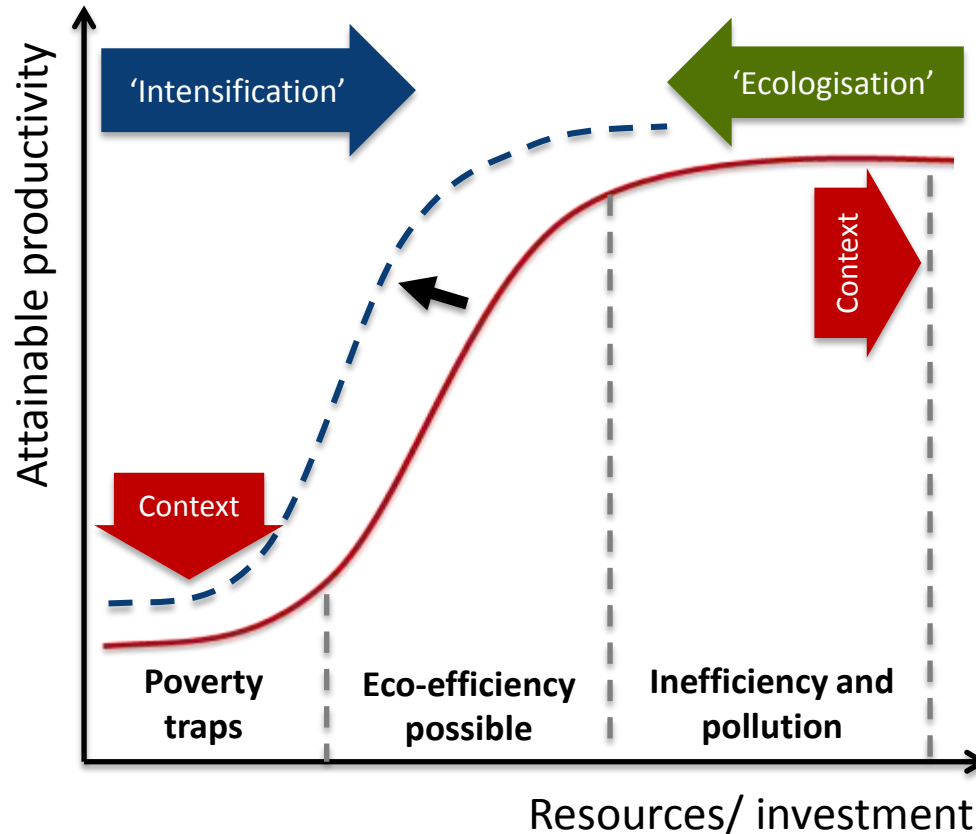 Attainable productivity
‘Intensification’
‘Ecologisation’
Context
Context
Poverty
traps
Eco-efficiency
possible
Inefficiency and
pollution
Resources/ investment